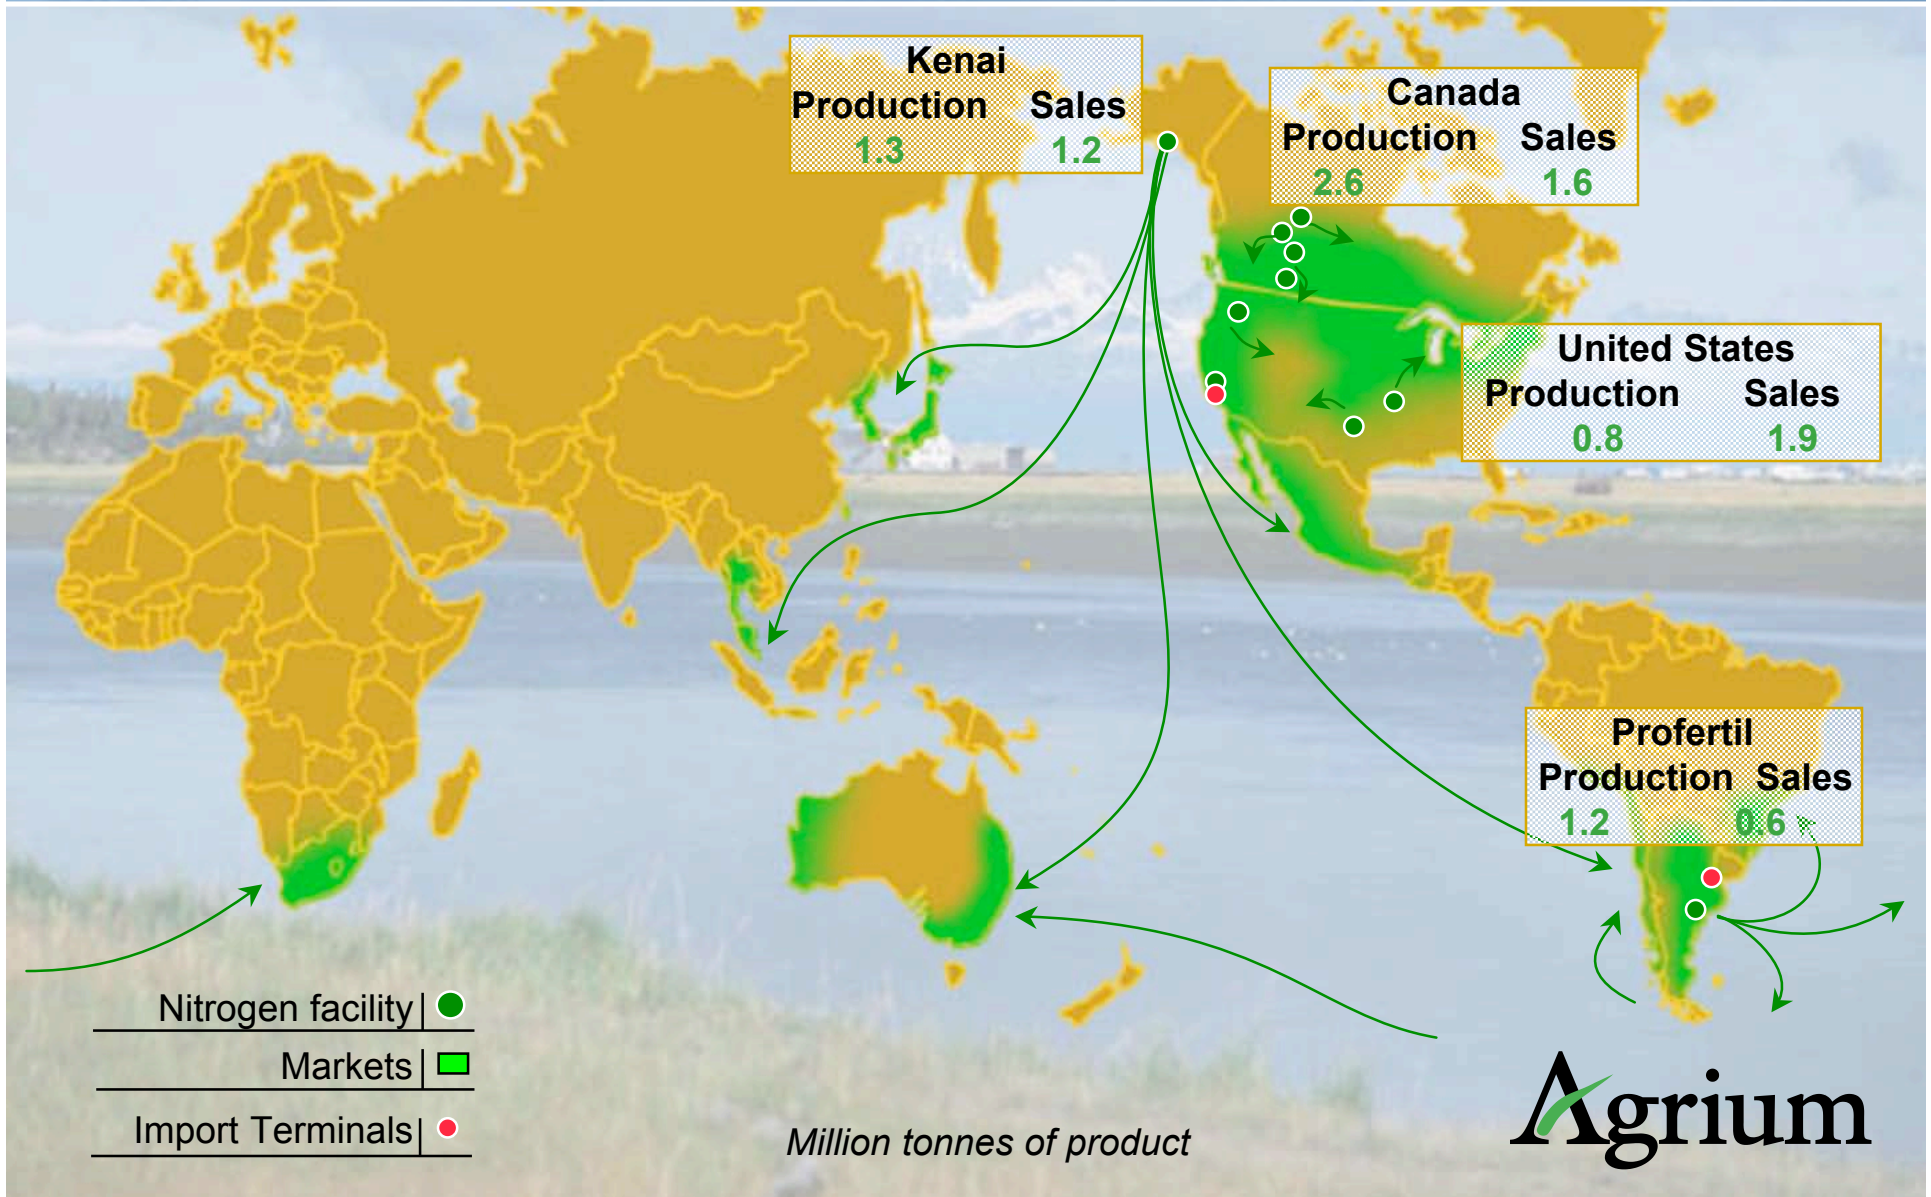 Kenai
Production Sales
1.3 1.2
Canada
Production Sales
2.6 1.6
United States
Production Sales
0.8 1.9
Profertil
Production Sales
1.2 0.6
Nitrogen facility
Markets
Import Terminals
Million tonnes of product
Agrium